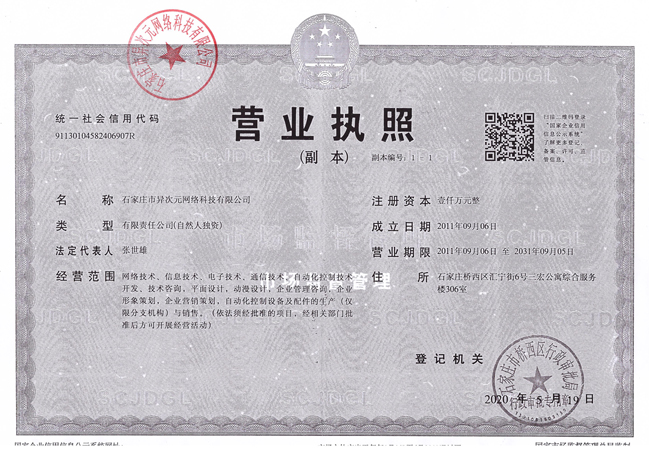 石家庄市异次元网络科技有限公司
SCJDGL
统一社会信用代码
91130104582406907R
营业执照
(副 本)
副本编号: 1 - 1
扫描二维码登录
“国家企业信用
信息公示系统”
了解更多登记、
备案、许可、监
管信息。
名 称 石家庄市异次元网络科技有限公司
类 型 有限责任公司(自然人独资)
法定代表人 张世雄
经营范围 网络技术、信息技术、电子技术、通信技术、自动化控制技术
开发、技术咨询,平面设计,动漫设计,企业管理咨询,企业
形象策划,企业营销策划,自动化控制设备及配件的生产(仅
限分支机构)与销售。(依法须经批准的项目,经相关部门批
准后方可开展经营活动)
注册资本 壹仟万元整
成立日期 2011年09月06日
营业期限 2011年09月06日 至 2031年09月05日
住 所 石家庄桥西区汇宁街6号三宏公寓综合服务
楼306室
登记机关
石家庄市桥西区行政审批局
行政审批专用章
2020 年 5 月 19 日